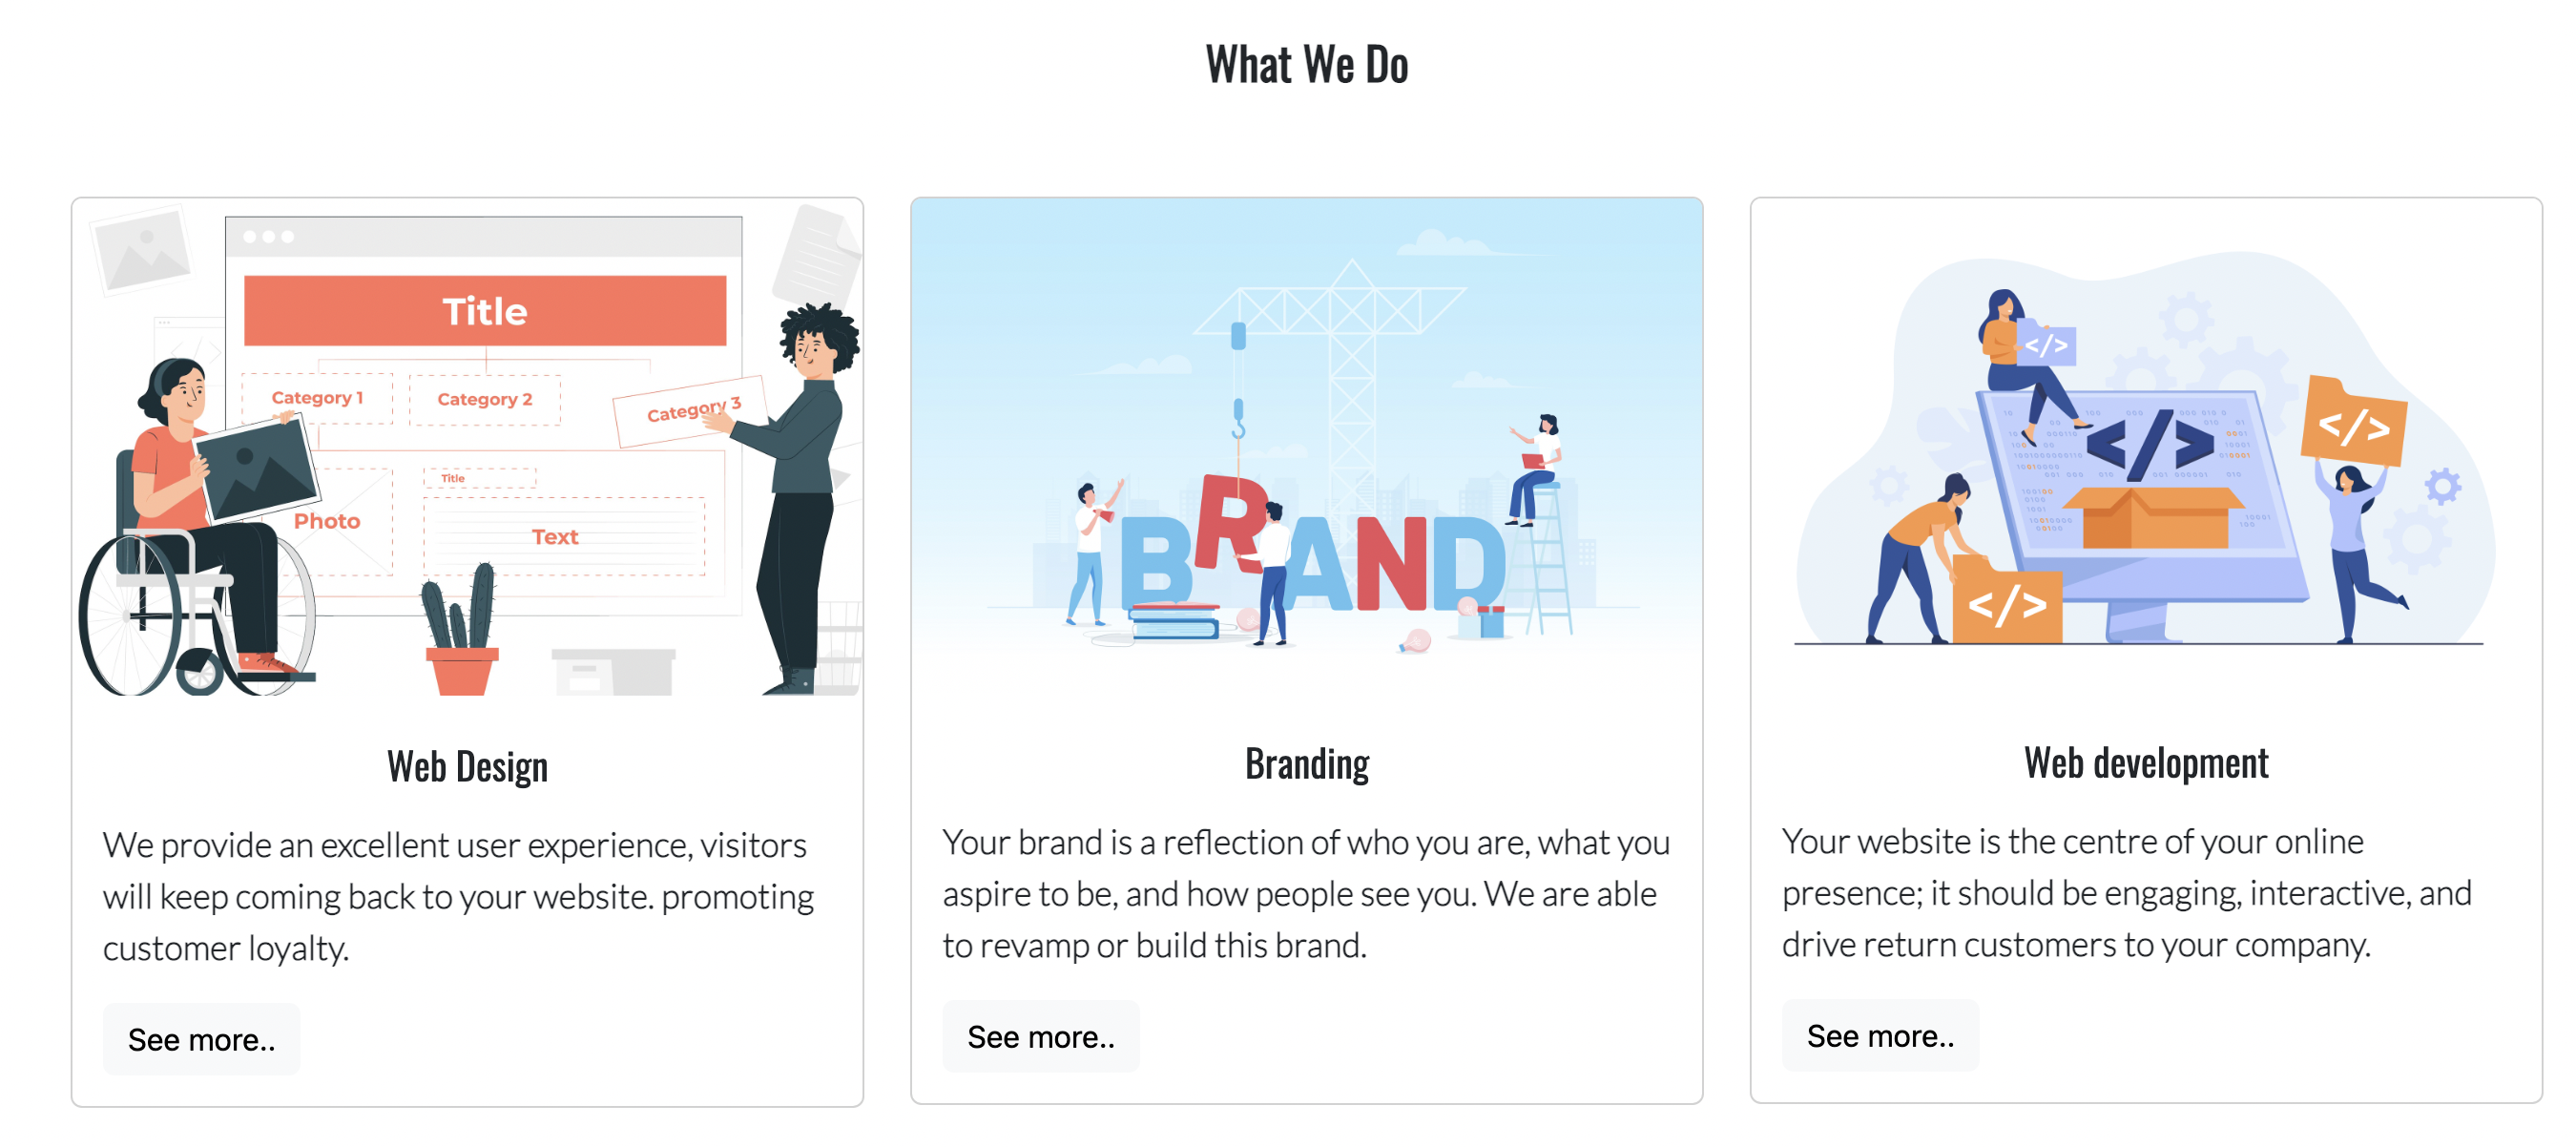 What We Do
Title
Category 1
Category 2
Category 3
Title
Photo
Text
BRAND
</>
</>
</>
</>
Web Design
We provide an excellent user experience, visitors
will keep coming back to your website. promoting
customer loyalty.
See more..
Branding
Your brand is a reflection of who you are, what you
aspire to be, and how people see you. We are able
to revamp or build this brand.
See more..
Web development
Your website is the centre of your online
presence; it should be engaging, interactive, and
drive return customers to your company.
See more..